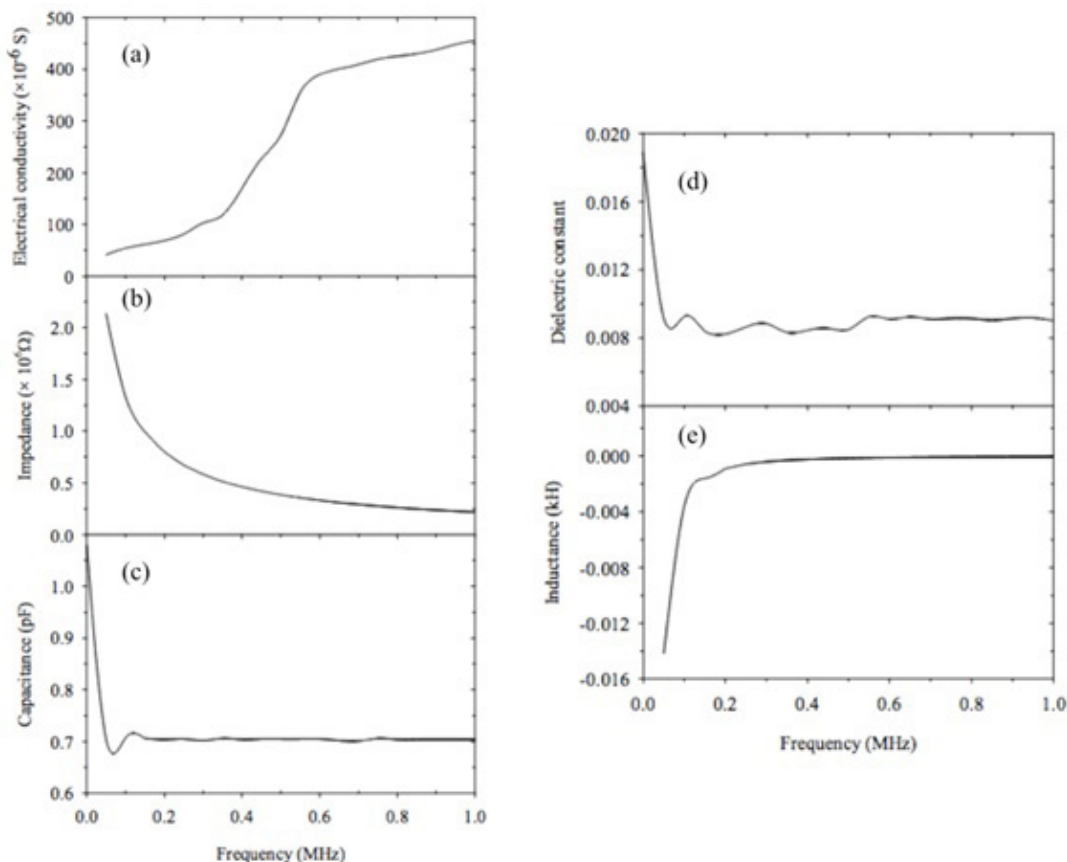 (a)
Electrical conductivity (×10⁻⁶ S)
500
400
300
200
100
0
(b)
Impedance (× 10⁶Ω)
2.0
1.5
1.0
0.5
0.0
(c)
Capacitance (pF)
1.0
0.9
0.8
0.7
0.6
0.0 0.2 0.4 0.6 0.8 1.0
Frequency (MHz)
(d)
Dielectric constant
0.020
0.016
0.012
0.008
0.004
(e)
Inductance (kH)
0.000
-0.004
-0.008
-0.012
-0.016
0.0 0.2 0.4 0.6 0.8 1.0
Frequency (MHz)